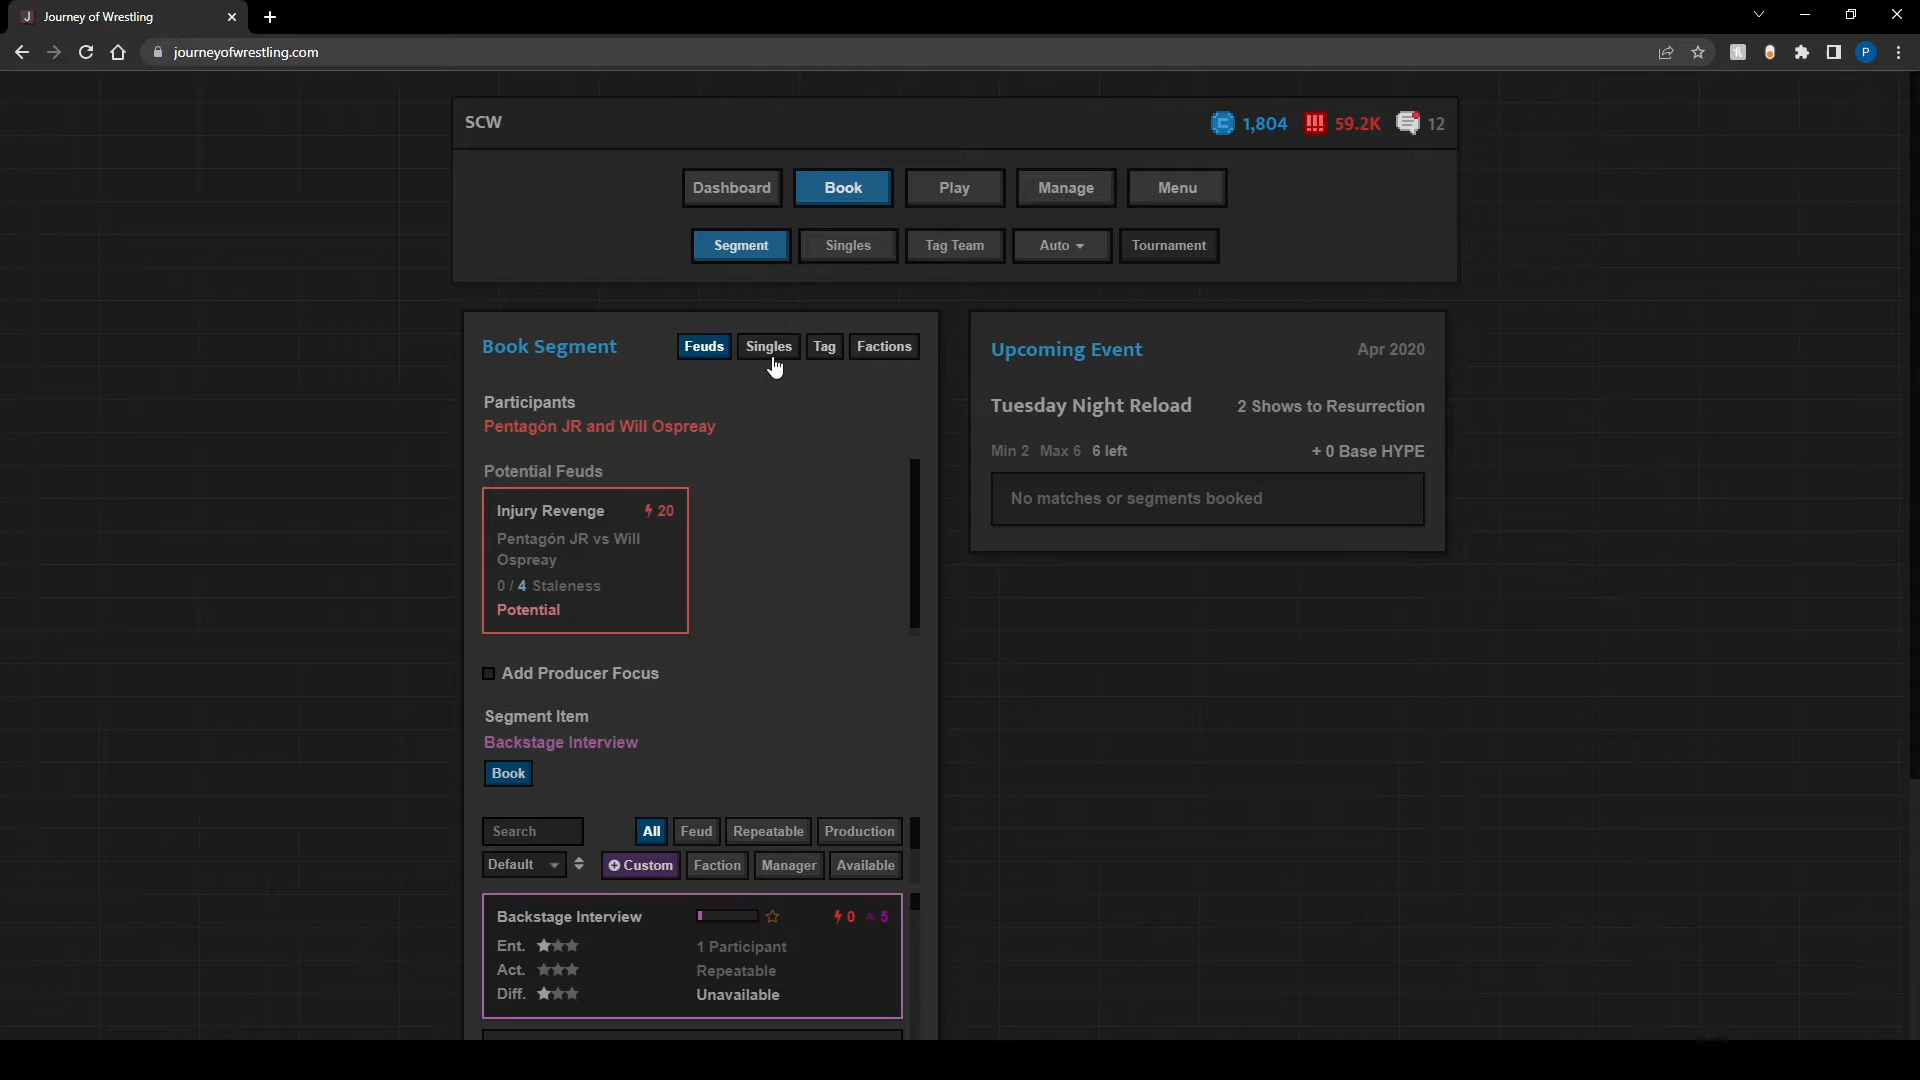 Journey of Wrestling
journeyofwrestling.com
P
SCW
1,804 59.2K 12
Dashboard Book Play Manage Menu
Segment Singles Tag Team Auto Tournament
Book Segment Feuds Singles Tag Factions
Participants
Pentagón JR and Will Ospreay
Potential Feuds
Injury Revenge 20
Pentagón JR vs Will
Ospreay
0 / 4 Staleness
Potential
Add Producer Focus
Segment Item
Backstage Interview
Book
Search All Feud Repeatable Production
Default Custom Faction Manager Available
Backstage Interview 0 5
Ent. 1 Participant
Act. Repeatable
Diff. Unavailable
Upcoming Event Apr 2020
Tuesday Night Reload 2 Shows to Resurrection
Min 2 Max 6 6 left + 0 Base HYPE
No matches or segments booked